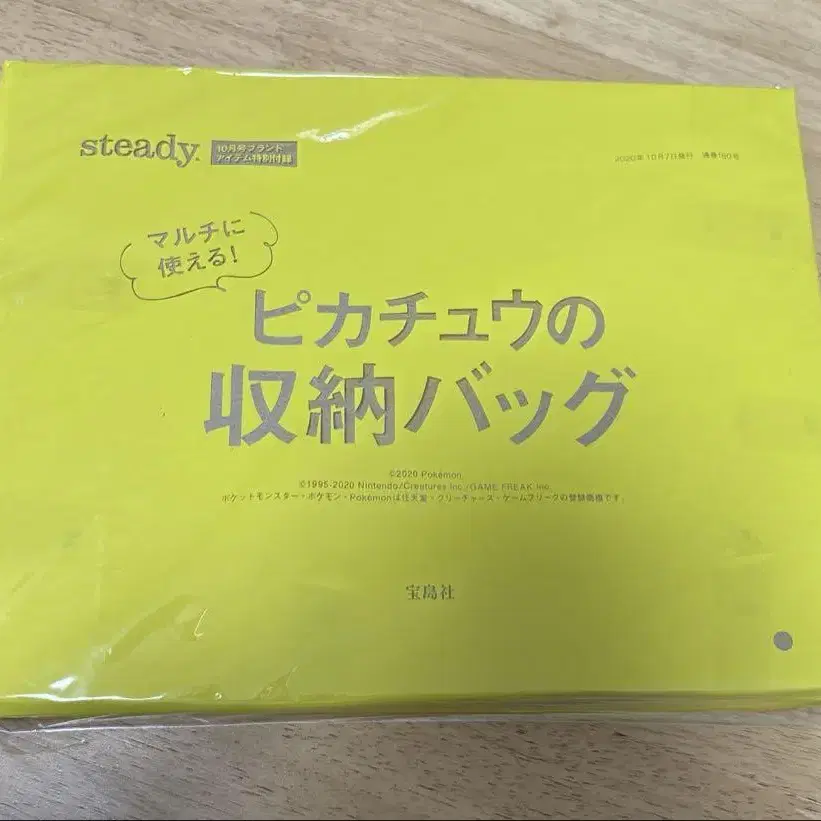 steady.
10月号ブランド
アイテム特別付録
2020年10月7日発行 通巻180号
マルチに
使える!
ピカチュウの
収納バッグ
©2020 Pokémon.
©1995-2020 Nintendo/Creatures Inc./GAME FREAK inc.
ポケットモンスター・ポケモン・Pokémonは任天堂・クリーチャーズ・ゲームフリークの登録商標です。
宝島社